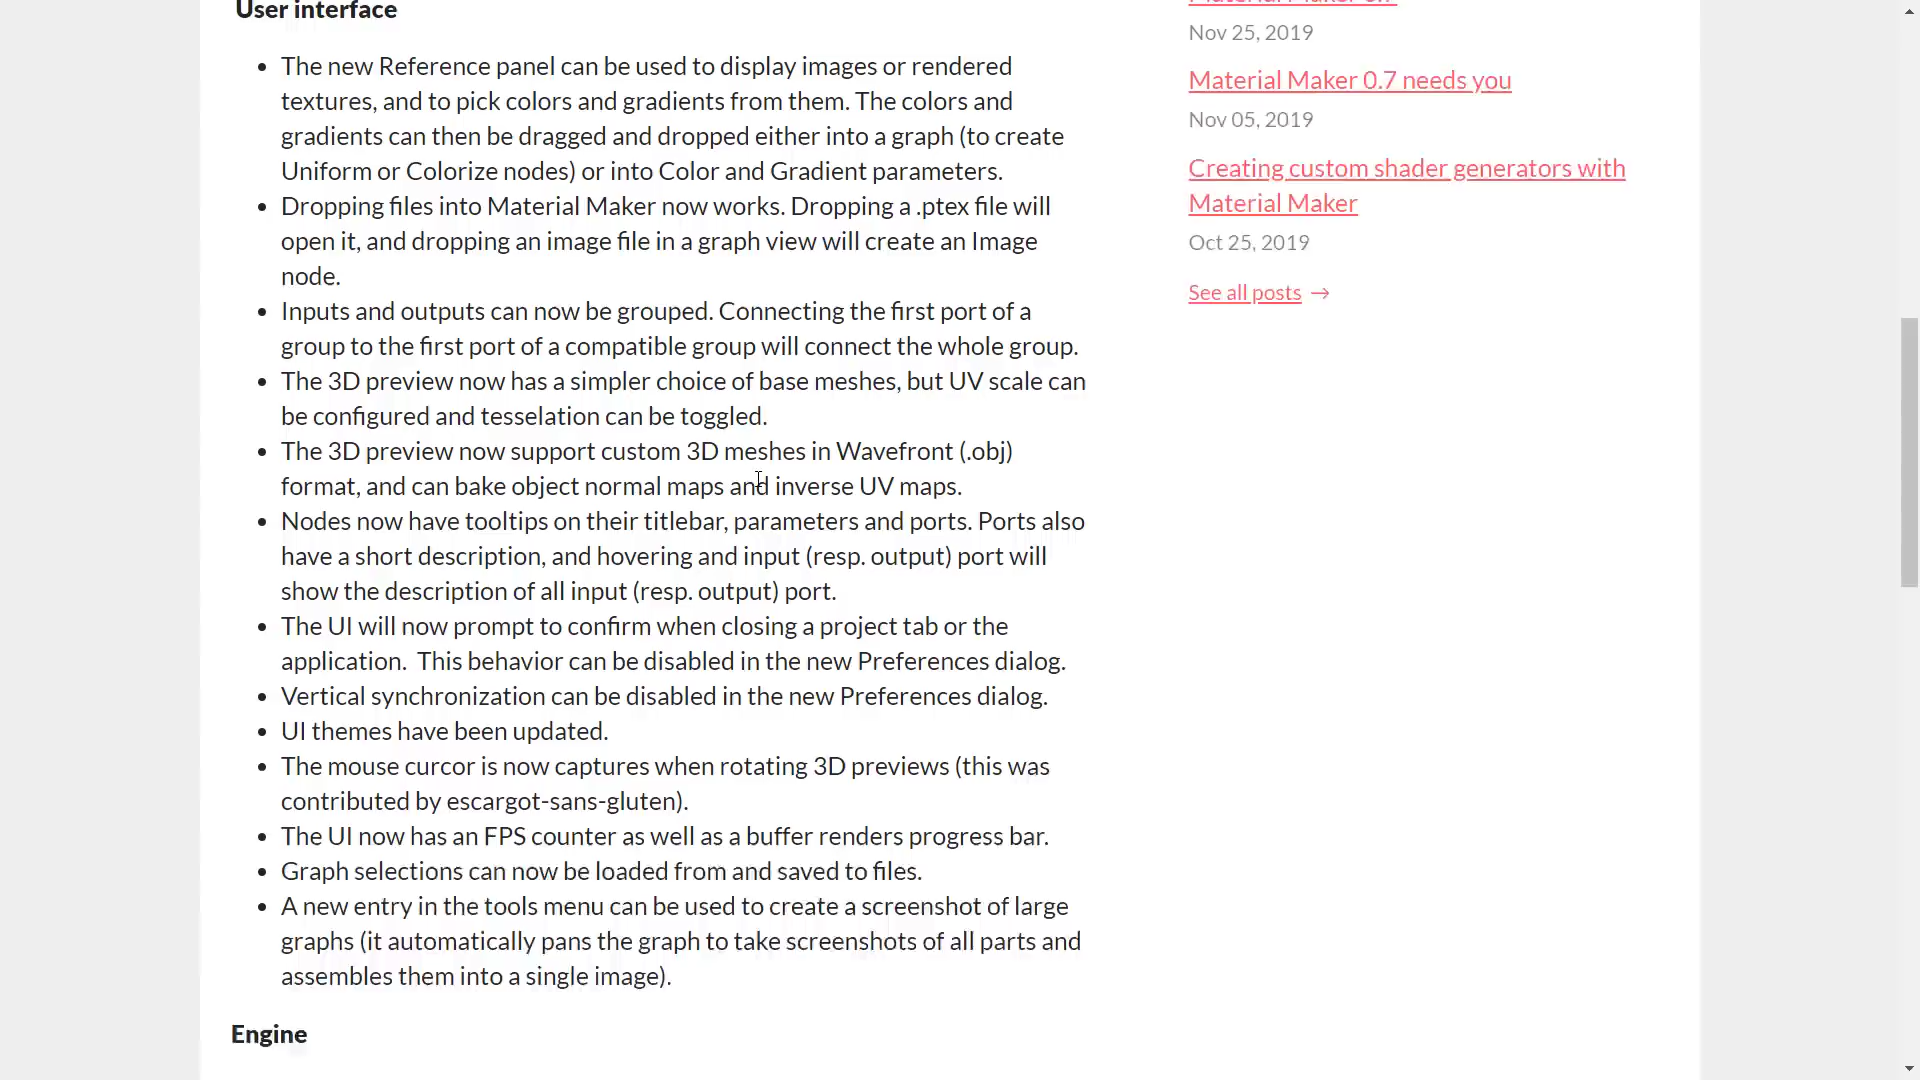 User interface
The new Reference panel can be used to display images or rendered
textures, and to pick colors and gradients from them. The colors and
gradients can then be dragged and dropped either into a graph (to create
Uniform or Colorize nodes) or into Color and Gradient parameters.
Dropping files into Material Maker now works. Dropping a .ptex file will
open it, and dropping an image file in a graph view will create an Image
node.
Inputs and outputs can now be grouped. Connecting the first port of a
group to the first port of a compatible group will connect the whole group.
The 3D preview now has a simpler choice of base meshes, but UV scale can
be configured and tesselation can be toggled.
The 3D preview now support custom 3D meshes in Wavefront (.obj)
format, and can bake object normal maps and inverse UV maps.
Nodes now have tooltips on their titlebar, parameters and ports. Ports also
have a short description, and hovering and input (resp. output) port will
show the description of all input (resp. output) port.
The UI will now prompt to confirm when closing a project tab or the
application.  This behavior can be disabled in the new Preferences dialog.
Vertical synchronization can be disabled in the new Preferences dialog.
UI themes have been updated.
The mouse curcor is now captures when rotating 3D previews (this was
contributed by escargot-sans-gluten).
The UI now has an FPS counter as well as a buffer renders progress bar.
Graph selections can now be loaded from and saved to files.
A new entry in the tools menu can be used to create a screenshot of large
graphs (it automatically pans the graph to take screenshots of all parts and
assembles them into a single image).
Engine
Nov 25, 2019
Material Maker 0.7 needs you
Nov 05, 2019
Creating custom shader generators with
Material Maker
Oct 25, 2019
See all posts →